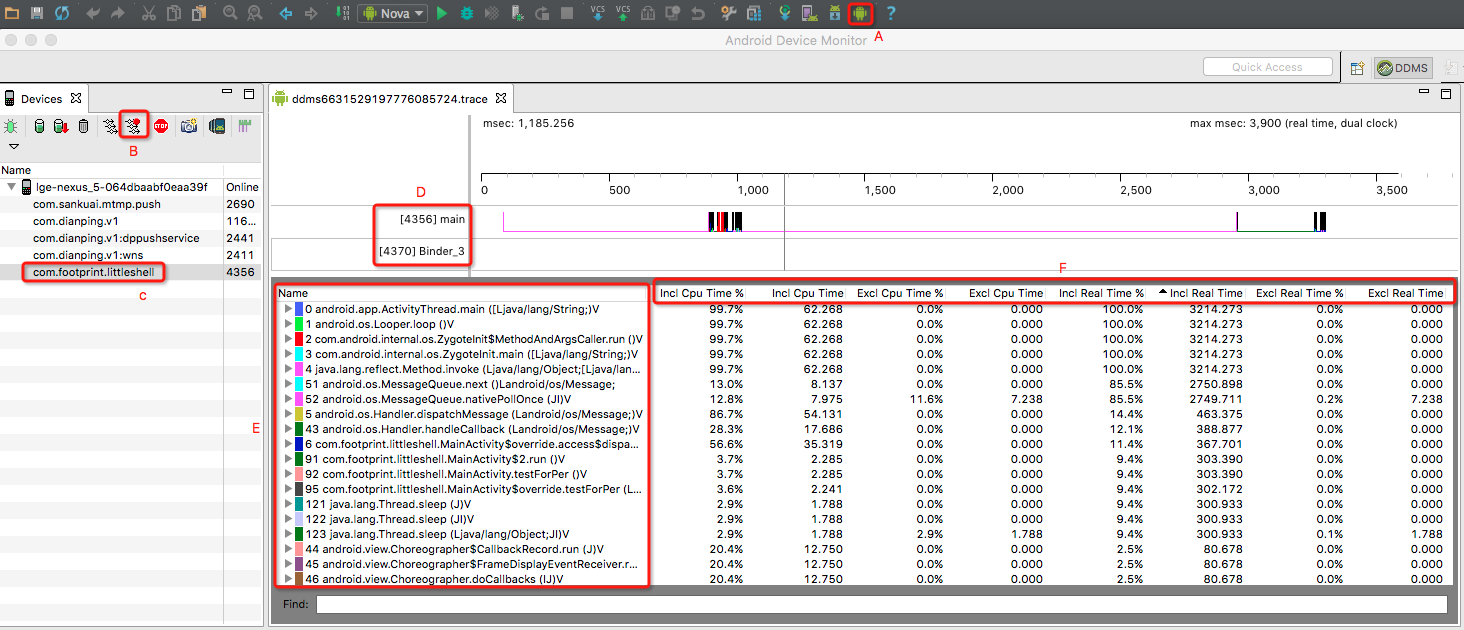 Nova
VCS VCS
?
A
Android Device Monitor
Quick Access
DDMS
Devices
ddms6631529197776085724.trace
STOP
B
msec: 1,185.256
max msec: 3,900 (real time, dual clock)
Name
lge-nexus_5-064dbaabf0eaa39f Online
com.sankuai.mtmp.push 2690
com.dianping.v1 116...
com.dianping.v1:dppushservice 2441
com.dianping.v1:wns 2411
com.footprint.littleshell 4356
C
D
0 500 1,000 1,500 2,000 2,500 3,000 3,500
[4356] main
[4370] Binder_3
F
E
Name Incl Cpu Time % Incl Cpu Time Excl Cpu Time % Excl Cpu Time Incl Real Time % Incl Real Time Excl Real Time % Excl Real Time
0 android.app.ActivityThread.main ([Ljava/lang/String;)V 99.7% 62.268 0.0% 0.000 100.0% 3214.273 0.0% 0.000
1 android.os.Looper.loop ()V 99.7% 62.268 0.0% 0.000 100.0% 3214.273 0.0% 0.000
2 com.android.internal.os.ZygoteInit$MethodAndArgsCaller.run ()V 99.7% 62.268 0.0% 0.000 100.0% 3214.273 0.0% 0.000
3 com.android.internal.os.ZygoteInit.main ([Ljava/lang/String;)V 99.7% 62.268 0.0% 0.000 100.0% 3214.273 0.0% 0.000
4 java.lang.reflect.Method.invoke (Ljava/lang/Object;[Ljava/lan... 99.7% 62.268 0.0% 0.000 100.0% 3214.273 0.0% 0.000
51 android.os.MessageQueue.next ()Landroid/os/Message; 13.0% 8.137 0.0% 0.000 85.5% 2750.898 0.0% 0.000
52 android.os.MessageQueue.nativePollOnce (JI)V 12.8% 7.975 11.6% 7.238 85.5% 2749.711 0.2% 7.238
5 android.os.Handler.dispatchMessage (Landroid/os/Message;)V 86.7% 54.131 0.0% 0.000 14.4% 463.375 0.0% 0.000
43 android.os.Handler.handleCallback (Landroid/os/Message;)V 28.3% 17.686 0.0% 0.000 12.1% 388.877 0.0% 0.000
6 com.footprint.littleshell.MainActivity$override.access$dispa... 56.6% 35.319 0.0% 0.000 11.4% 367.701 0.0% 0.000
91 com.footprint.littleshell.MainActivity$2.run ()V 3.7% 2.285 0.0% 0.000 9.4% 303.390 0.0% 0.000
92 com.footprint.littleshell.MainActivity.testForPer ()V 3.7% 2.285 0.0% 0.000 9.4% 303.390 0.0% 0.000
95 com.footprint.littleshell.MainActivity$override.testForPer (L... 3.6% 2.241 0.0% 0.000 9.4% 302.172 0.0% 0.000
121 java.lang.Thread.sleep (J)V 2.9% 1.788 0.0% 0.000 9.4% 300.933 0.0% 0.000
122 java.lang.Thread.sleep (JI)V 2.9% 1.788 0.0% 0.000 9.4% 300.933 0.0% 0.000
123 java.lang.Thread.sleep (Ljava/lang/Object;JI)V 2.9% 1.788 2.9% 1.788 9.4% 300.933 0.1% 1.788
44 android.view.Choreographer$CallbackRecord.run (J)V 20.4% 12.750 0.0% 0.000 2.5% 80.678 0.0% 0.000
45 android.view.Choreographer$FrameDisplayEventReceiver.r... 20.4% 12.750 0.0% 0.000 2.5% 80.678 0.0% 0.000
46 android.view.Choreographer.doCallbacks (IJ)V 20.4% 12.750 0.0% 0.000 2.5% 80.678 0.0% 0.000
Find: